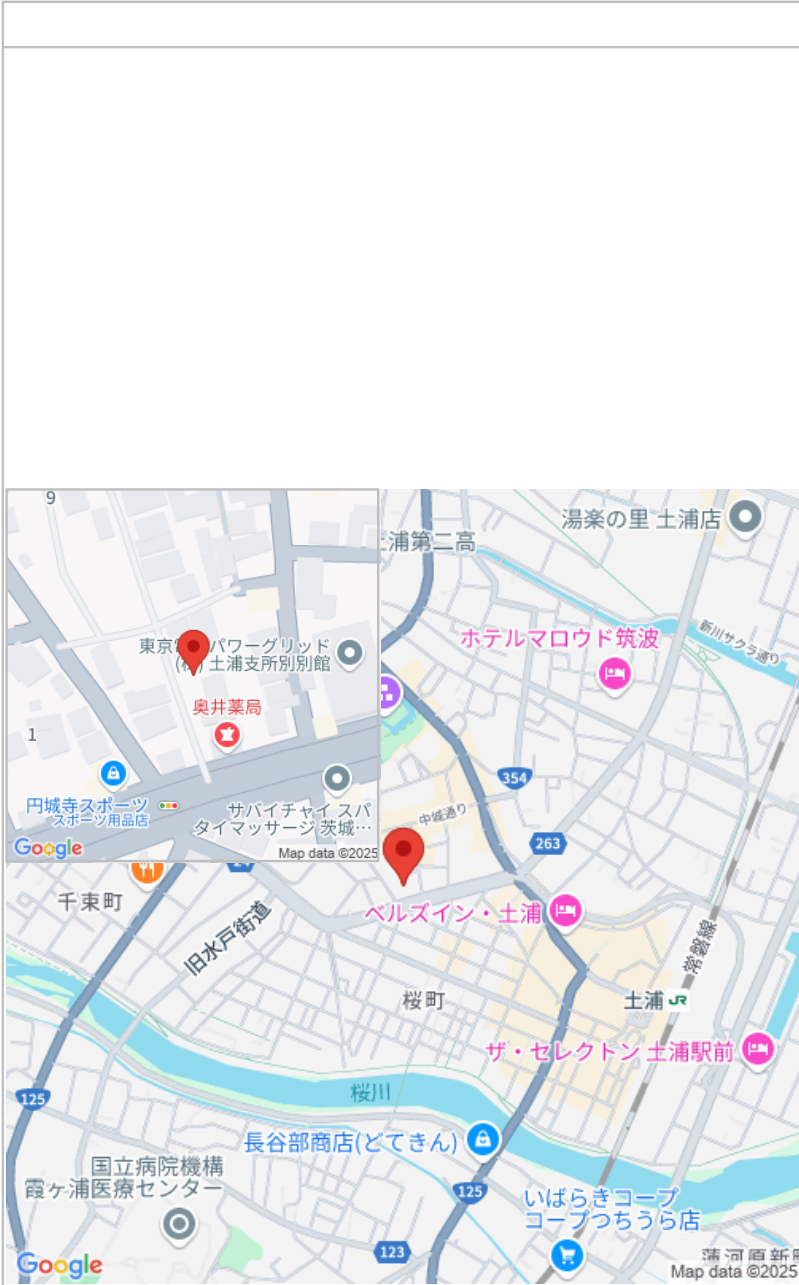 9
東京
パワーグリッド
(株) 土浦支所別別館
奥井薬局
1
円城寺スポーツ
スポーツ用品店
サバイチャイ スパ
タイマッサージ 茨城…
Google
Map data ©2025
湯楽の里 土浦店
浦第二高
新川サクラ通り
ホテルマロウド筑波
354
中城通り
263
千束町
ベルズイン・土浦
旧水戸街道
常磐線
桜町
土浦 JR
ザ・セレクトン 土浦駅前
125
桜川
長谷部商店(どてきん)
国立病院機構
霞ヶ浦医療センター
125
いばらきコープ
コープつちうら店
123
Google
Map data ©2025